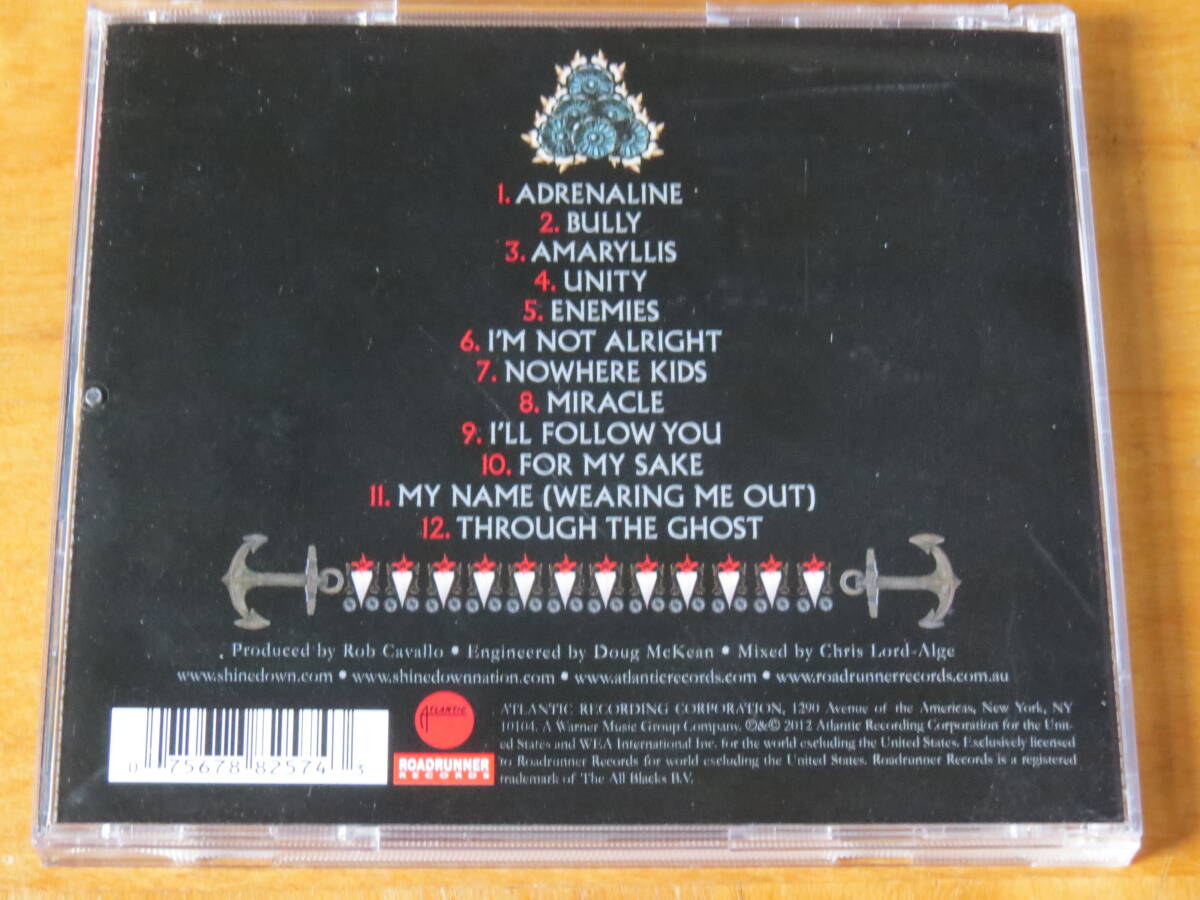 1. ADRENALINE
2. BULLY
3. AMARYLLIS
4. UNITY
5. ENEMIES
6. I'M NOT ALRIGHT
7. NOWHERE KIDS
8. MIRACLE
9. I'LL FOLLOW YOU
10. FOR MY SAKE
11. MY NAME (WEARING ME OUT)
12. THROUGH THE GHOST
Produced by Rob Cavallo • Engineered by Doug McKean • Mixed by Chris Lord-Alge
www.shinedown.com • www.shinedownnation.com • www.atlanticrecords.com • www.roadrunnerrecords.com.au
0 75678 82574 3
ATLANTIC
ROADRUNNER
RECORDS
ATLANTIC RECORDING CORPORATION, 1290 Avenue of the Americas, New York, NY
10104. A Warner Music Group Company. ℗&© 2012 Atlantic Recording Corporation for the Unit-
ed States and WEA International Inc. for the world excluding the United States. Exclusively licensed
to Roadrunner Records for world excluding the United States. Roadrunner Records is a registered
trademark of The All Blacks B.V.